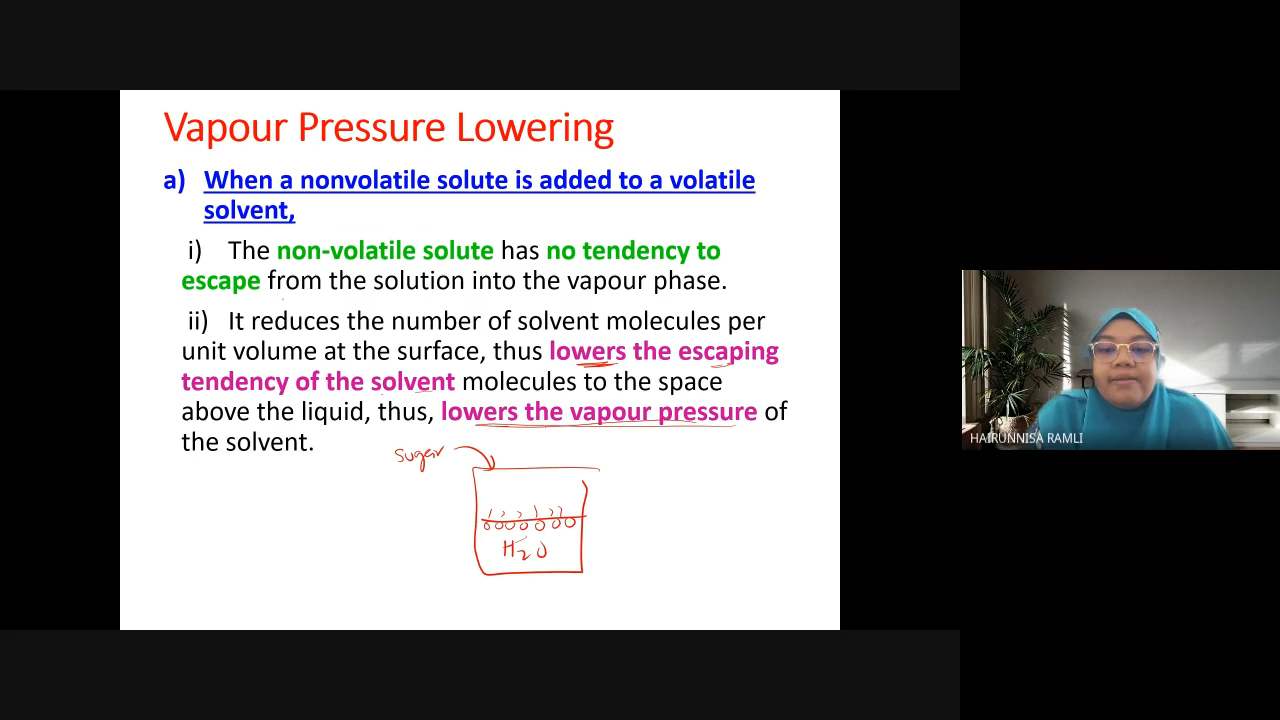 Vapour Pressure Lowering
a) When a nonvolatile solute is added to a volatile
solvent,
i) The non-volatile solute has no tendency to
escape from the solution into the vapour phase.
ii) It reduces the number of solvent molecules per
unit volume at the surface, thus lowers the escaping
tendency of the solvent molecules to the space
above the liquid, thus, lowers the vapour pressure of
the solvent.
sugar
H2O
HAIRUNNISA RAMLI